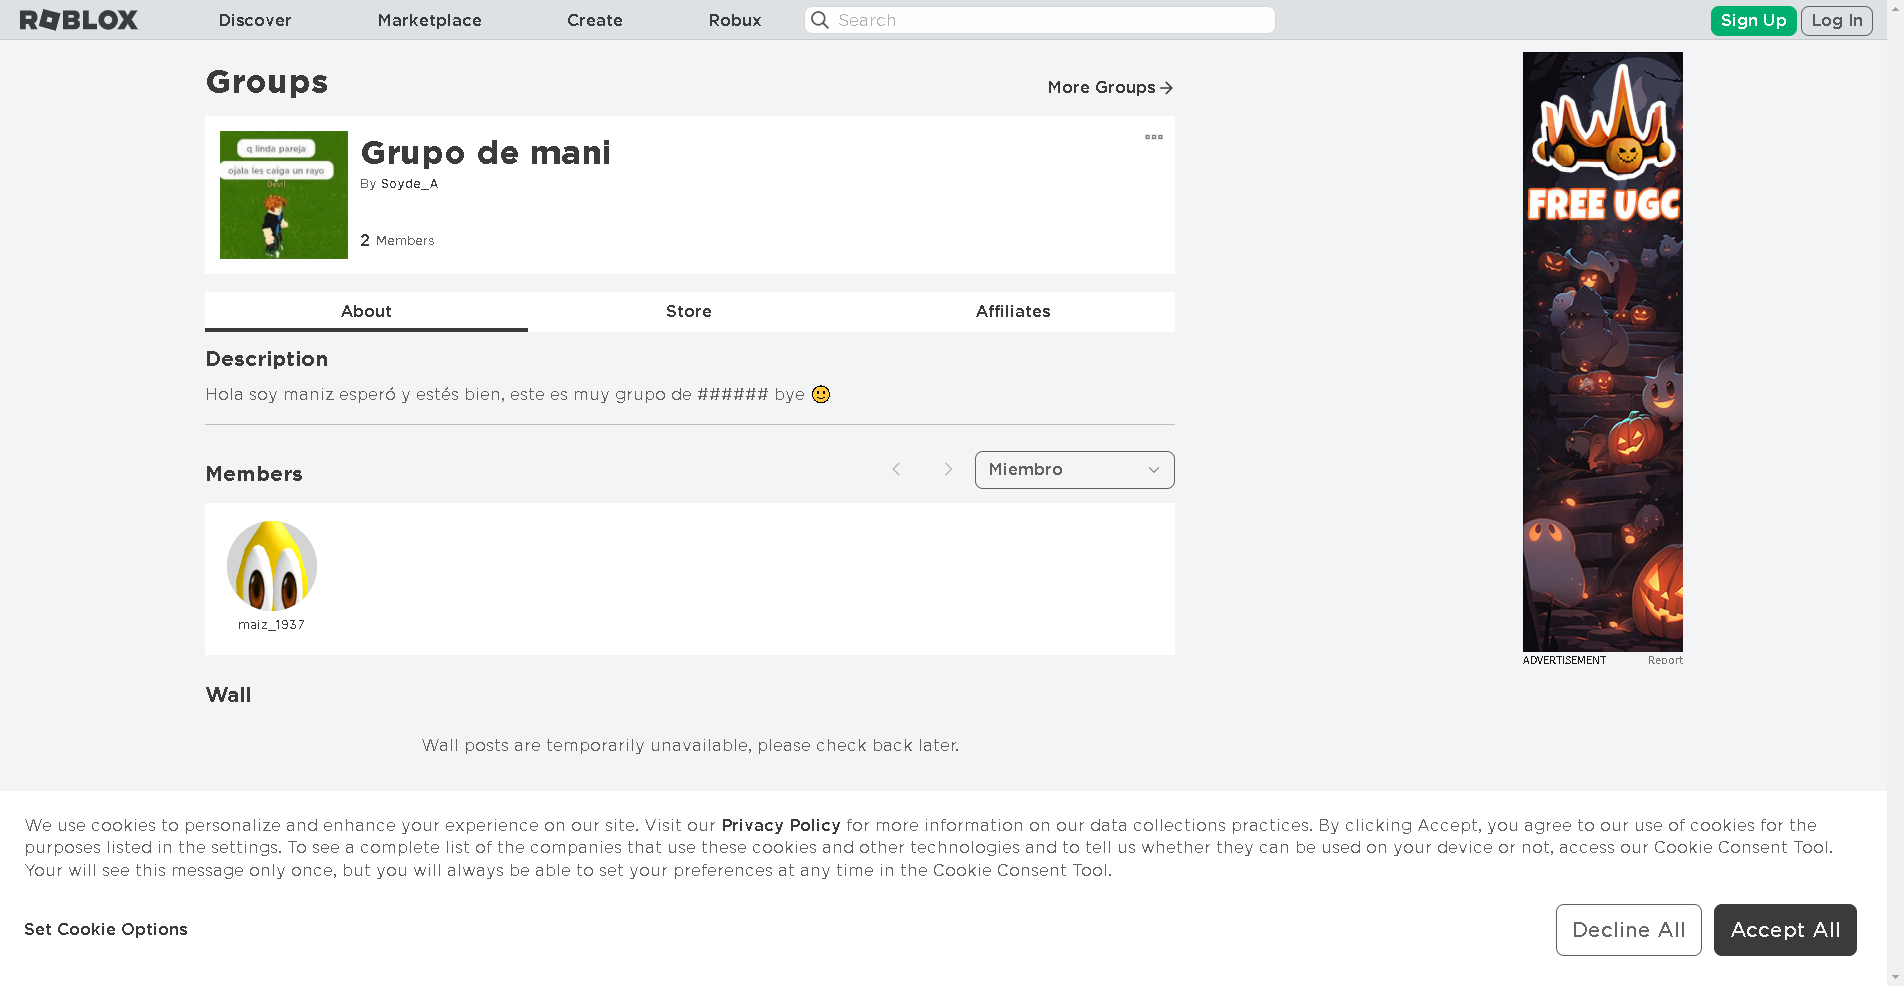 ROBLOX
Discover
Marketplace
Create
Robux
Search
Sign Up
Log In
Groups
More Groups
q linda pareja
ojala les caiga un rayo
Devil
Grupo de mani
By Soyde_A
2 Members
About
Store
Affiliates
Description
Hola soy maniz esperó y estés bien, este es muy grupo de ###### bye 🙂
Members
Miembro
maiz_1937
Wall
Wall posts are temporarily unavailable, please check back later.
FREE UGC
ADVERTISEMENT
Report
We use cookies to personalize and enhance your experience on our site. Visit our Privacy Policy for more information on our data collections practices. By clicking Accept, you agree to our use of cookies for the
purposes listed in the settings. To see a complete list of the companies that use these cookies and other technologies and to tell us whether they can be used on your device or not, access our Cookie Consent Tool.
Your will see this message only once, but you will always be able to set your preferences at any time in the Cookie Consent Tool.
Set Cookie Options
Decline All
Accept All